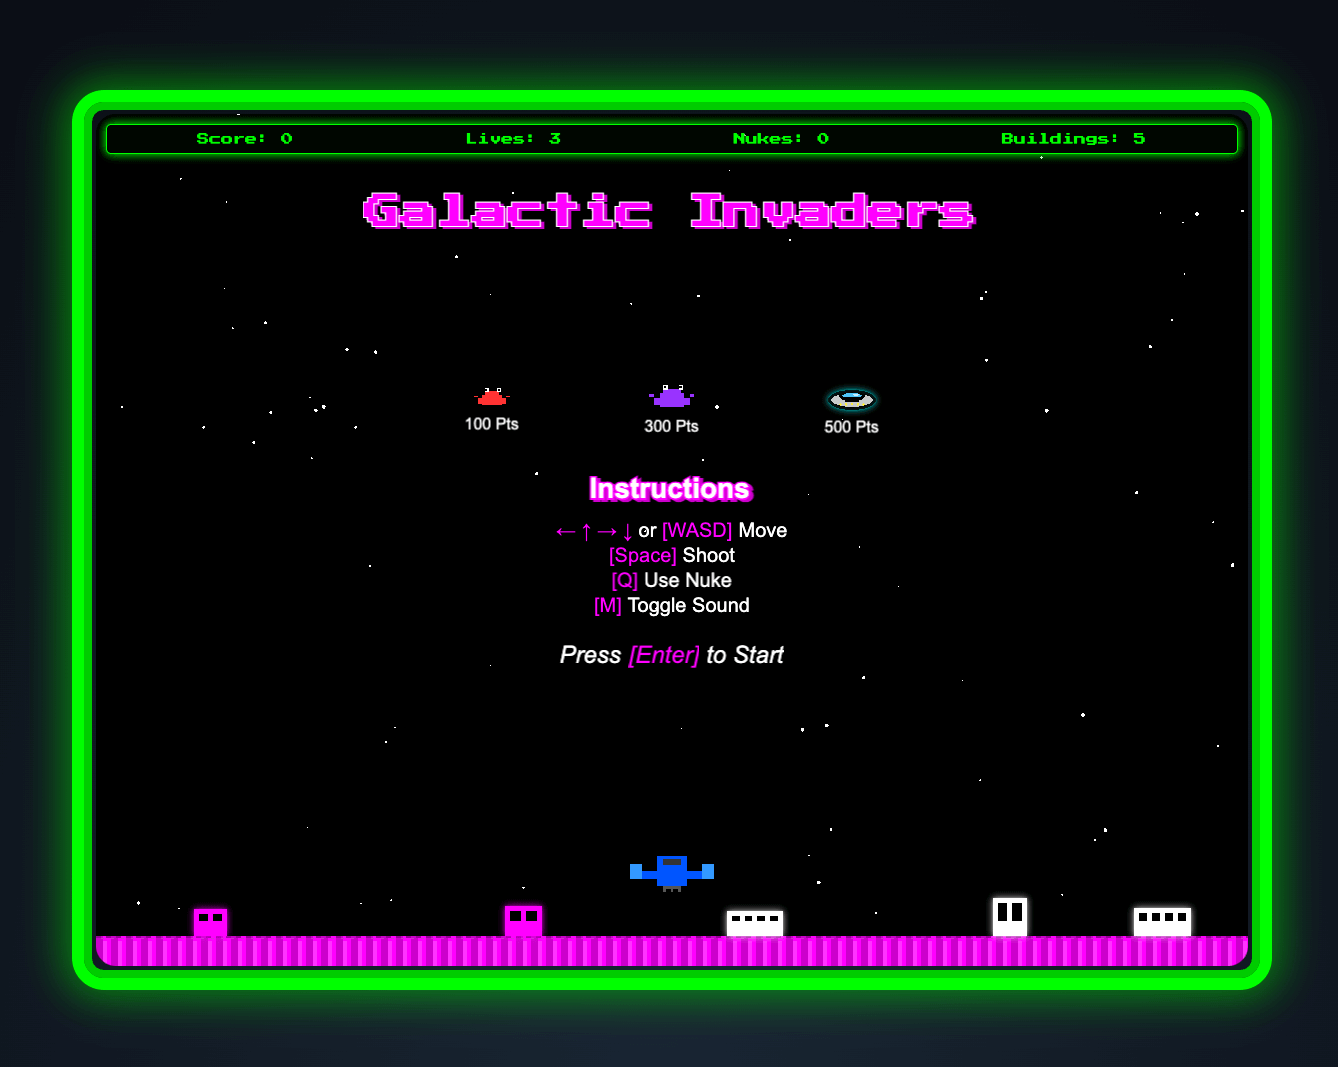 Score: 0 Lives: 3 Nukes: 0 Buildings: 5
Galactic Invaders
100 Pts 300 Pts 500 Pts
Instructions
←↑→↓ or [WASD] Move
[Space] Shoot
[Q] Use Nuke
[M] Toggle Sound
Press [Enter] to Start